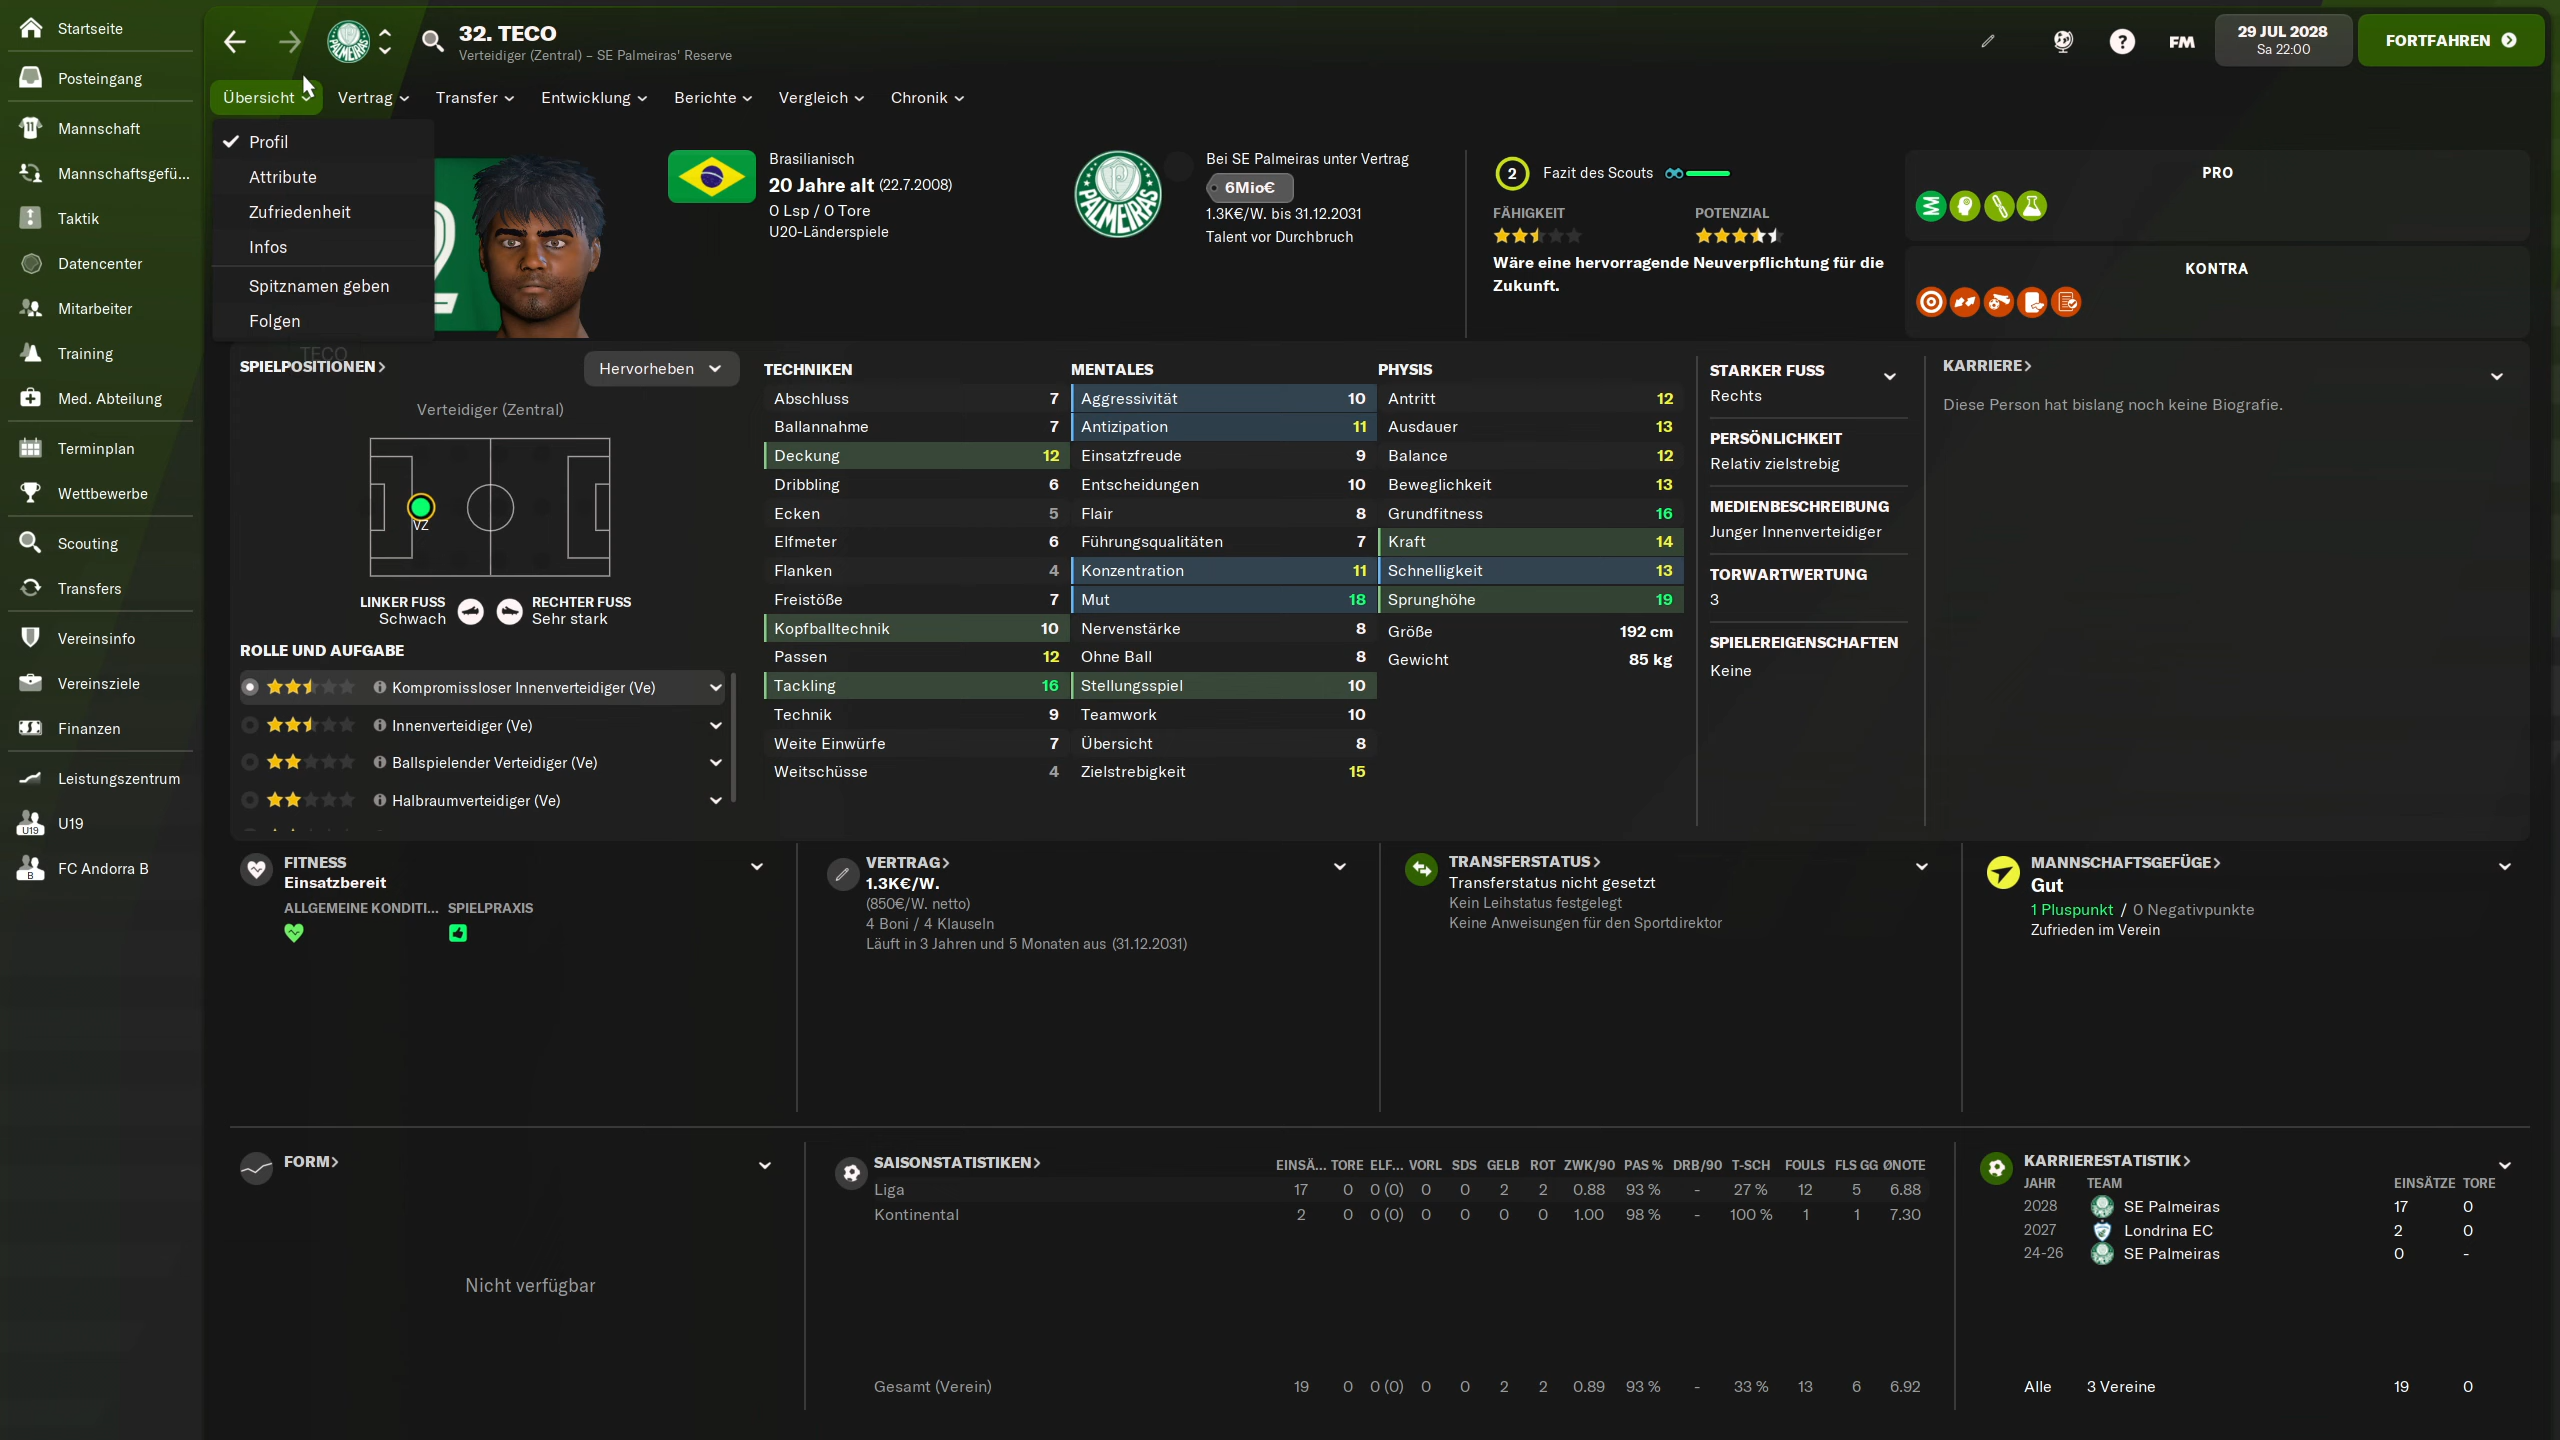 Startseite
Posteingang
Mannschaft
Mannschaftsgefü...
Taktik
Datencenter
Mitarbeiter
Training
Med. Abteilung
Terminplan
Wettbewerbe
Scouting
Transfers
Vereinsinfo
Vereinsziele
Finanzen
Leistungszentrum
U19
FC Andorra B
32. TECO
Verteidiger (Zentral) – SE Palmeiras' Reserve
FM
29 JUL 2028
Sa 22:00
FORTFAHREN
Übersicht Vertrag Transfer Entwicklung Berichte Vergleich Chronik
Profil
Attribute
Zufriedenheit
Infos
Spitznamen geben
Folgen
TECO
Brasilianisch
20 Jahre alt (22.7.2008)
0 Lsp / 0 Tore
U20-Länderspiele
PALMEIRAS
Bei SE Palmeiras unter Vertrag
6Mio€
1.3K€/W. bis 31.12.2031
Talent vor Durchbruch
2 Fazit des Scouts
FÄHIGKEIT POTENZIAL
Wäre eine hervorragende Neuverpflichtung für die
Zukunft.
PRO
KONTRA
SPIELPOSITIONEN
Hervorheben
Verteidiger (Zentral)
VZ
LINKER FUSS
Schwach
RECHTER FUSS
Sehr stark
ROLLE UND AUFGABE
Kompromissloser Innenverteidiger (Ve)
Innenverteidiger (Ve)
Ballspielender Verteidiger (Ve)
Halbraumverteidiger (Ve)
TECHNIKEN
Abschluss 7
Ballannahme 7
Deckung 12
Dribbling 6
Ecken 5
Elfmeter 6
Flanken 4
Freistöße 7
Kopfballtechnik 10
Passen 12
Tackling 16
Technik 9
Weite Einwürfe 7
Weitschüsse 4
MENTALES
Aggressivität 10
Antizipation 11
Einsatzfreude 9
Entscheidungen 10
Flair 8
Führungsqualitäten 7
Konzentration 11
Mut 18
Nervenstärke 8
Ohne Ball 8
Stellungsspiel 10
Teamwork 10
Übersicht 8
Zielstrebigkeit 15
PHYSIS
Antritt 12
Ausdauer 13
Balance 12
Beweglichkeit 13
Grundfitness 16
Kraft 14
Schnelligkeit 13
Sprunghöhe 19
Größe 192 cm
Gewicht 85 kg
STARKER FUSS
Rechts
PERSÖNLICHKEIT
Relativ zielstrebig
MEDIENBESCHREIBUNG
Junger Innenverteidiger
TORWARTWERTUNG
3
SPIELEREIGENSCHAFTEN
Keine
KARRIERE
Diese Person hat bislang noch keine Biografie.
FITNESS
Einsatzbereit
ALLGEMEINE KONDITI... SPIELPRAXIS
VERTRAG
1.3K€/W.
(850€/W. netto)
4 Boni / 4 Klauseln
Läuft in 3 Jahren und 5 Monaten aus (31.12.2031)
TRANSFERSTATUS
Transferstatus nicht gesetzt
Kein Leihstatus festgelegt
Keine Anweisungen für den Sportdirektor
MANNSCHAFTSGEFÜGE
Gut
1 Pluspunkt / 0 Negativpunkte
Zufrieden im Verein
FORM
Nicht verfügbar
SAISONSTATISTIKEN EINSÄ... TORE ELF... VORL SDS GELB ROT ZWK/90 PAS % DRB/90 T-SCH FOULS FLS GG ØNOTE
Liga 17 0 0 (0) 0 0 2 2 0.88 93 % - 27 % 12 5 6.88
Kontinental 2 0 0 (0) 0 0 0 0 1.00 98 % - 100 % 1 1 7.30
Gesamt (Verein) 19 0 0 (0) 0 0 2 2 0.89 93 % - 33 % 13 6 6.92
KARRIERESTATISTIK
JAHR TEAM EINSÄTZE TORE
2028 SE Palmeiras 17 0
2027 Londrina EC 2 0
24-26 SE Palmeiras 0 -
Alle 3 Vereine 19 0